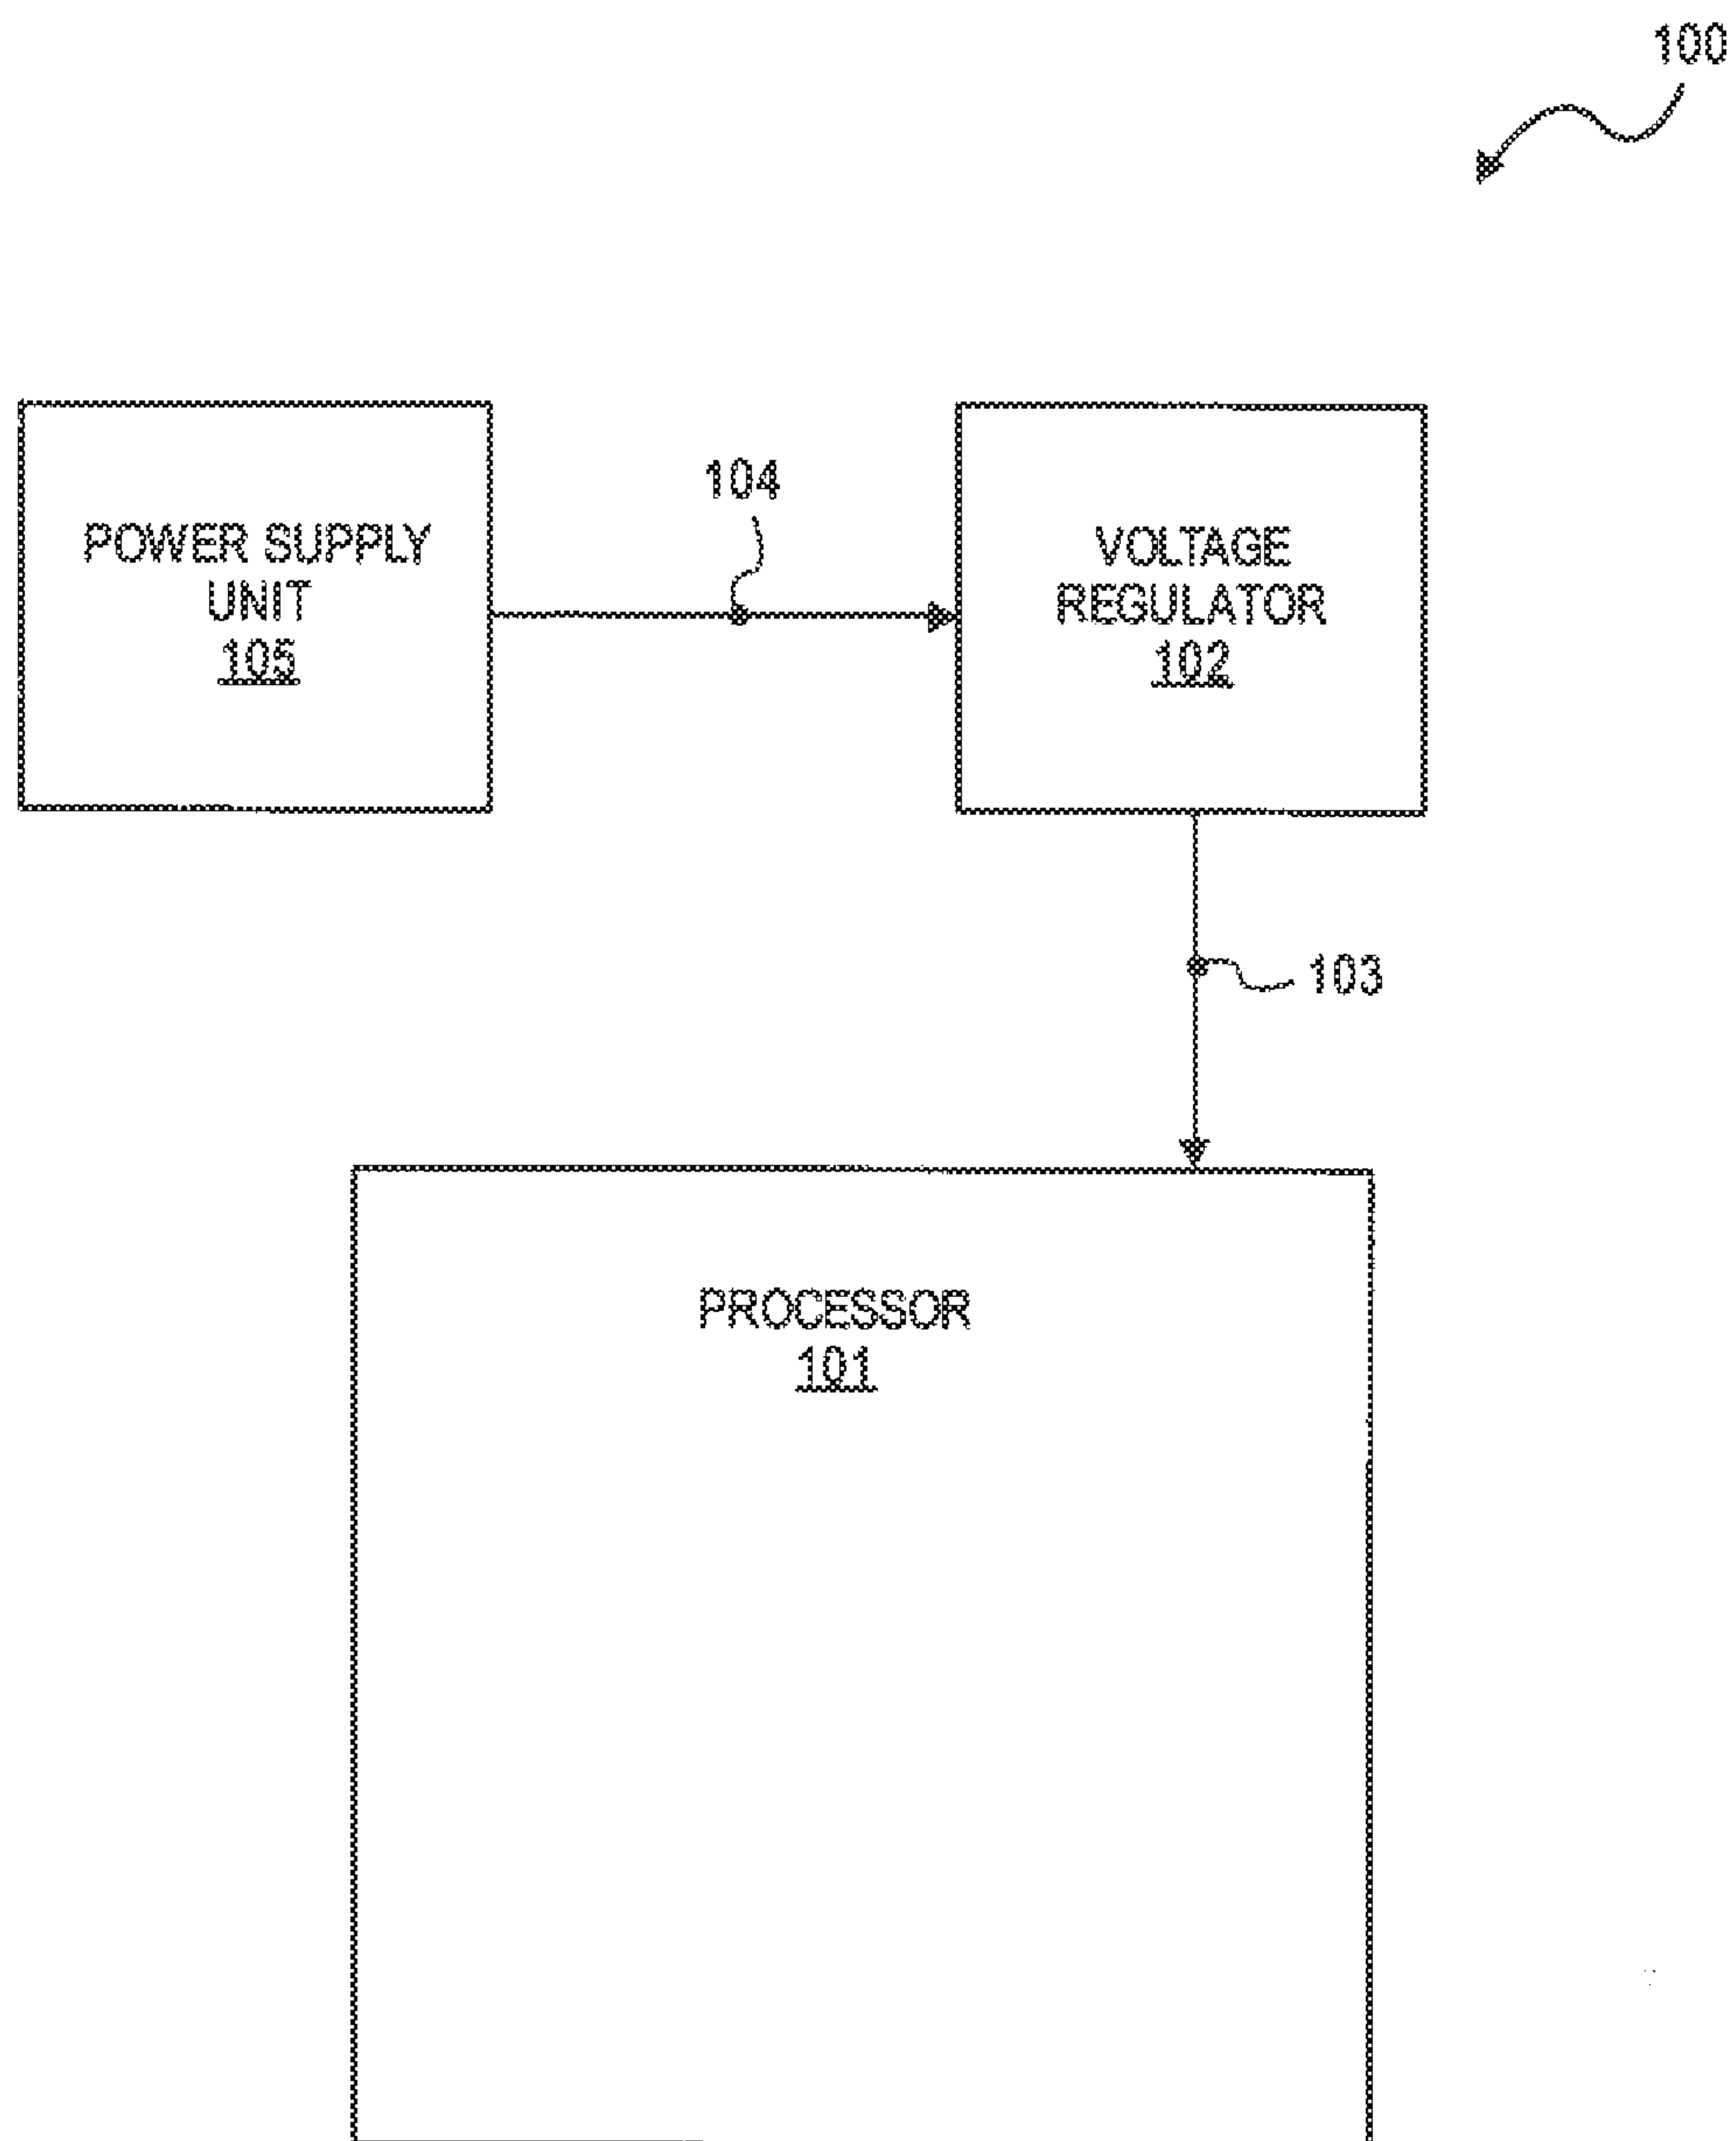 100
104
POWER SUPPLY
UNIT
105
VOLTAGE
REGULATOR
102
103
PROCESSOR
101